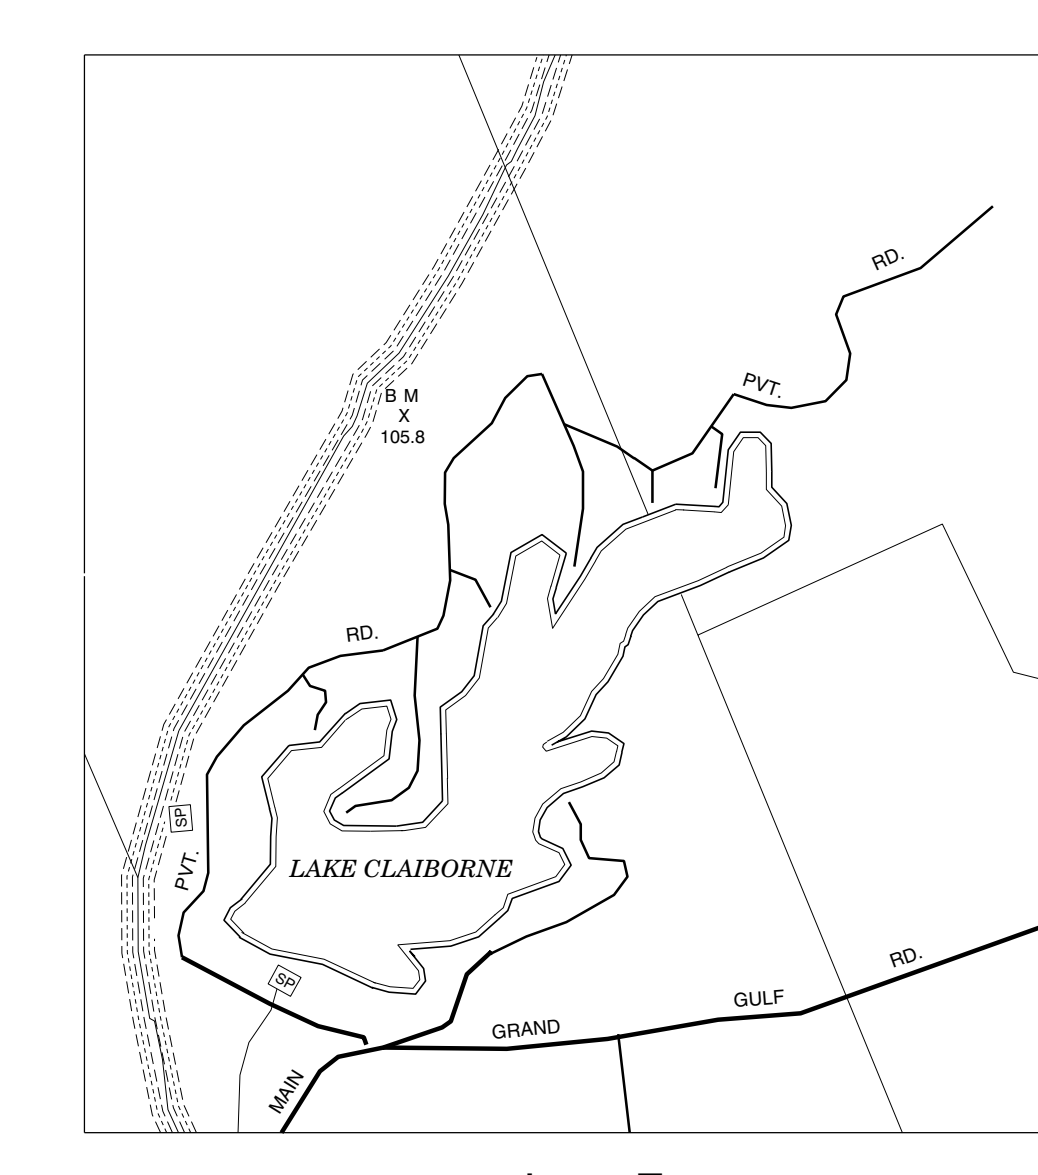 RD.
PVT.
B M
X
105.8
RD.
SP
PVT.
LAKE CLAIBORNE
SP
RD.
GULF
GRAND
MAIN